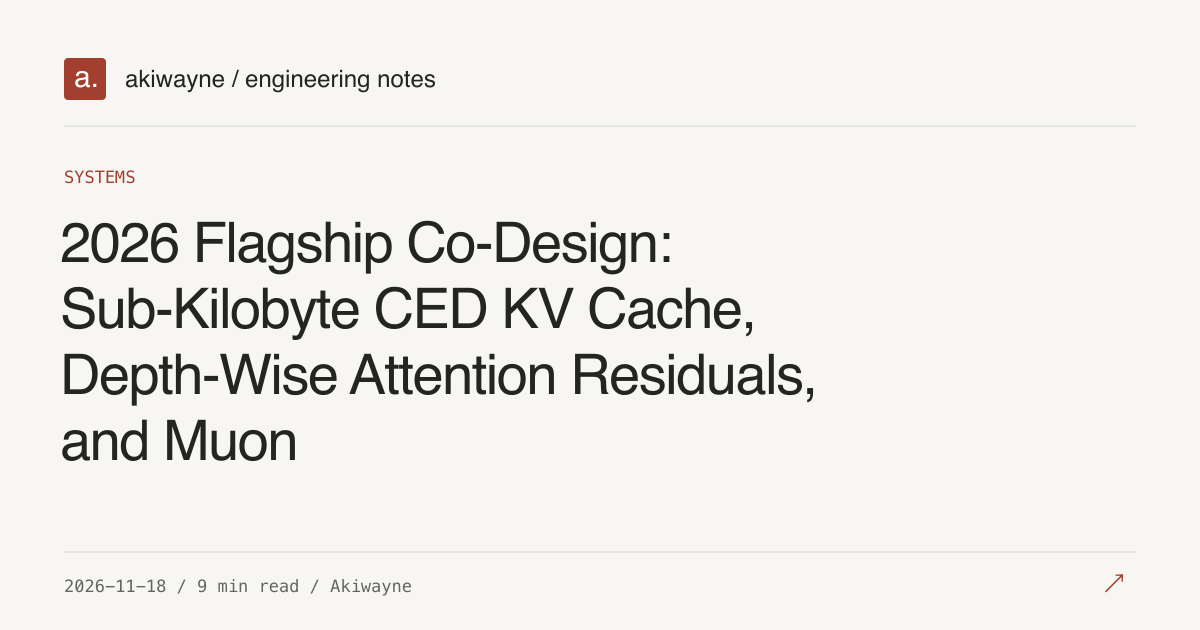 a.
akiwayne / engineering notes
SYSTEMS
2026 Flagship Co-Design:
Sub-Kilobyte CED KV Cache,
Depth-Wise Attention Residuals,
and Muon
2026-11-18 / 9 min read / Akiwayne